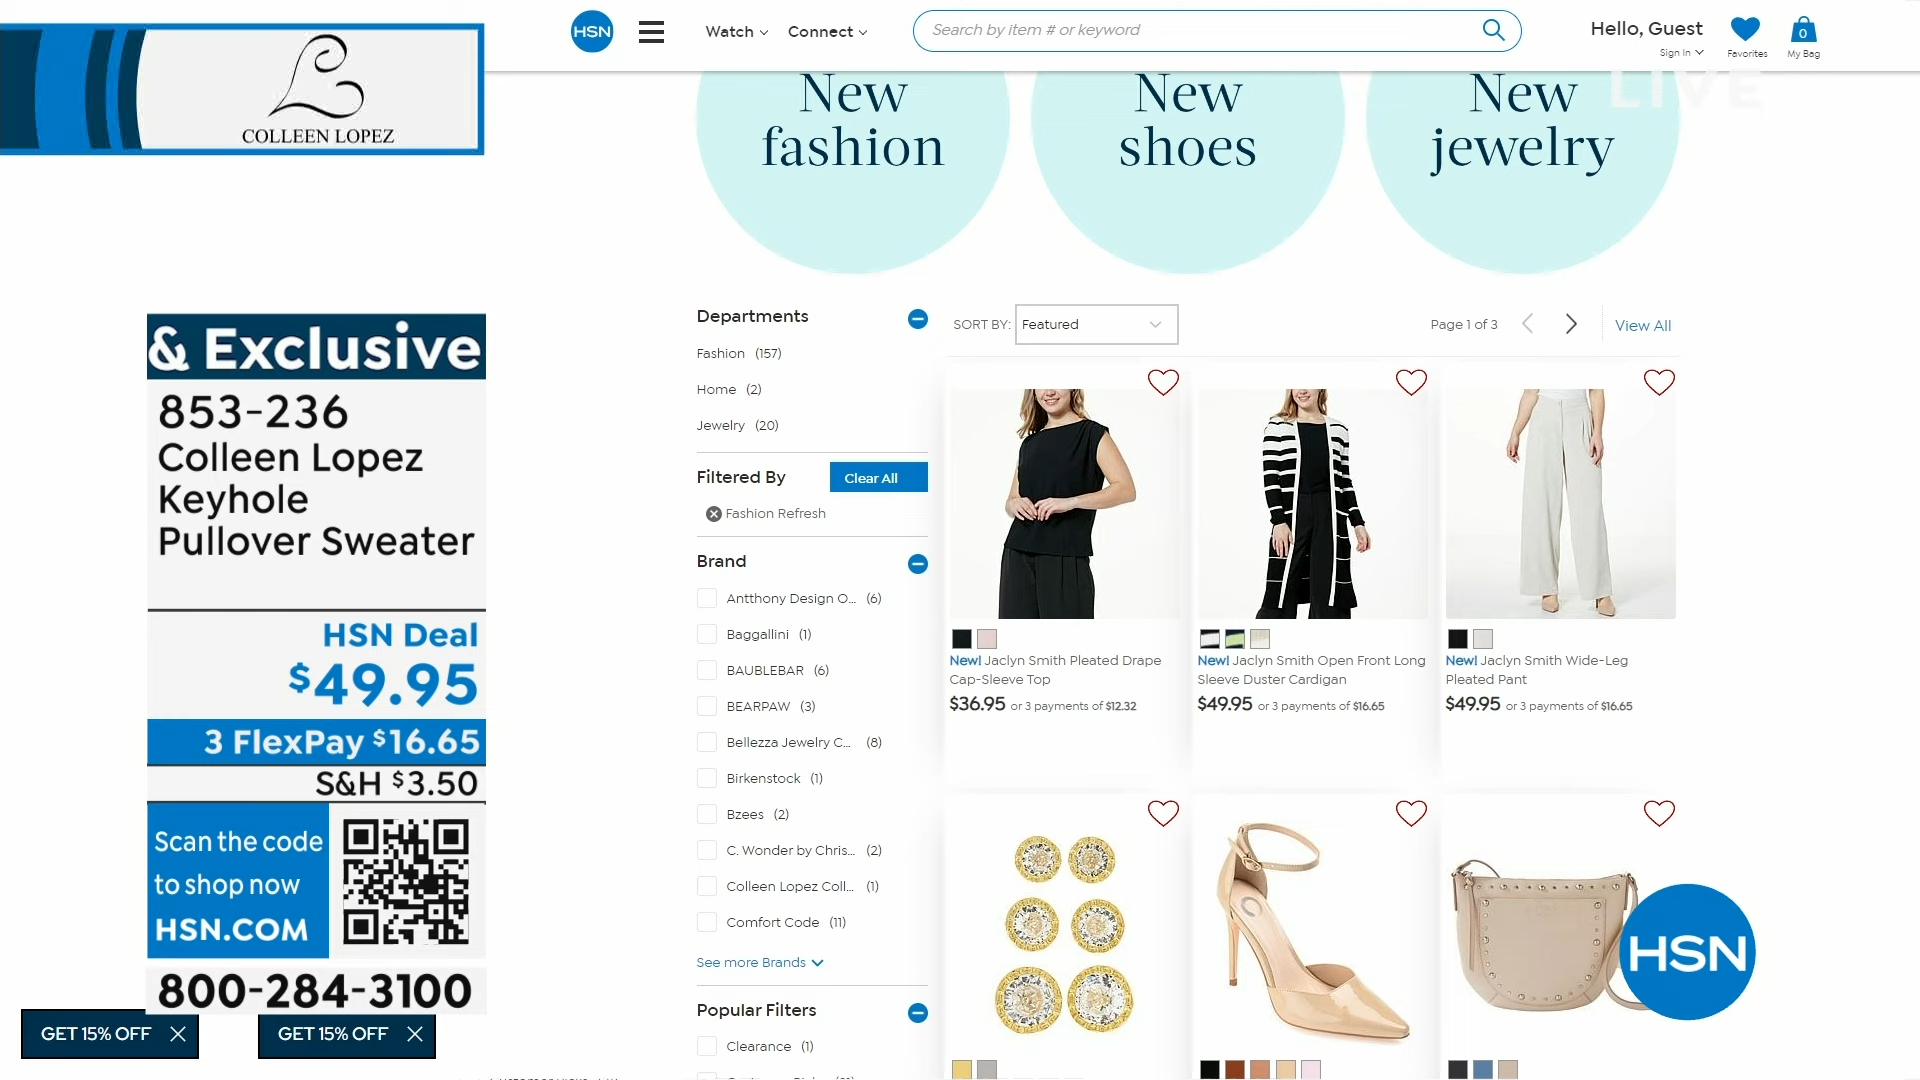 COLLEEN LOPEZ
HSN
Watch
Connect
Search by item # or keyword
Hello, Guest
Sign In
Favorites
0
My Bag
LIVE
New
fashion
New
shoes
New
jewelry
& Exclusive
853-236
Colleen Lopez
Keyhole
Pullover Sweater
HSN Deal
$49.95
3 FlexPay $16.65
S&H $3.50
Scan the code
to shop now
HSN.COM
800-284-3100
GET 15% OFF
GET 15% OFF
Departments
Fashion (157)
Home (2)
Jewelry (20)
Filtered By
Clear All
Fashion Refresh
Brand
Antthony Design O... (6)
Baggallini (1)
BAUBLEBAR (6)
BEARPAW (3)
Bellezza Jewelry C... (8)
Birkenstock (1)
Bzees (2)
C. Wonder by Chris... (2)
Colleen Lopez Coll... (1)
Comfort Code (11)
See more Brands
Popular Filters
Clearance (1)
SORT BY: Featured
Page 1 of 3
View All
New! Jaclyn Smith Pleated Drape
Cap-Sleeve Top
$36.95 or 3 payments of $12.32
New! Jaclyn Smith Open Front Long
Sleeve Duster Cardigan
$49.95 or 3 payments of $16.65
New! Jaclyn Smith Wide-Leg
Pleated Pant
$49.95 or 3 payments of $16.65
HSN